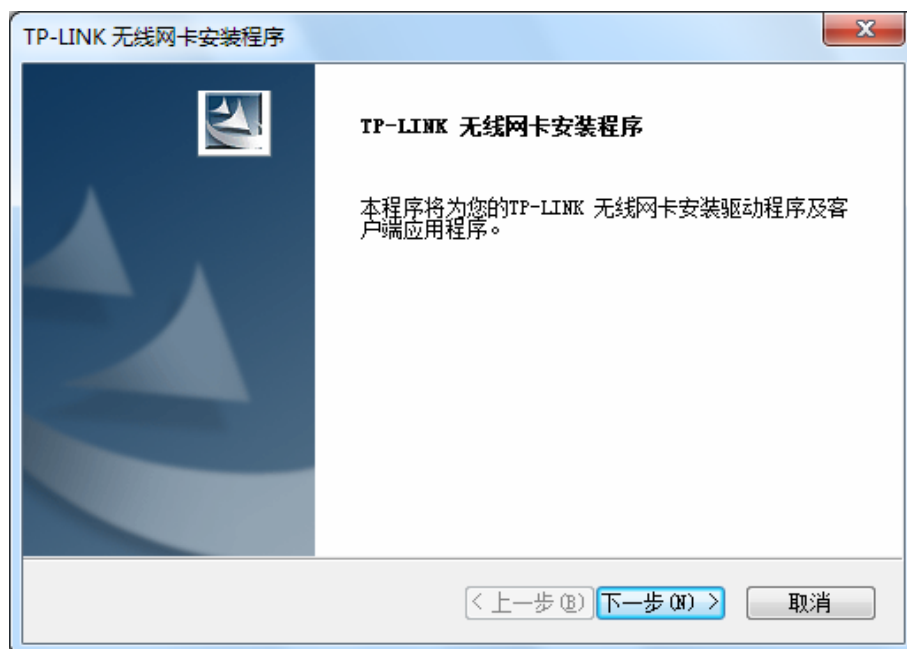 TP-LINK 无线网卡安装程序
TP-LINK 无线网卡安装程序
本程序将为您的TP-LINK 无线网卡安装驱动程序及客
户端应用程序。
< 上一步(B) 下一步(N) > 取消